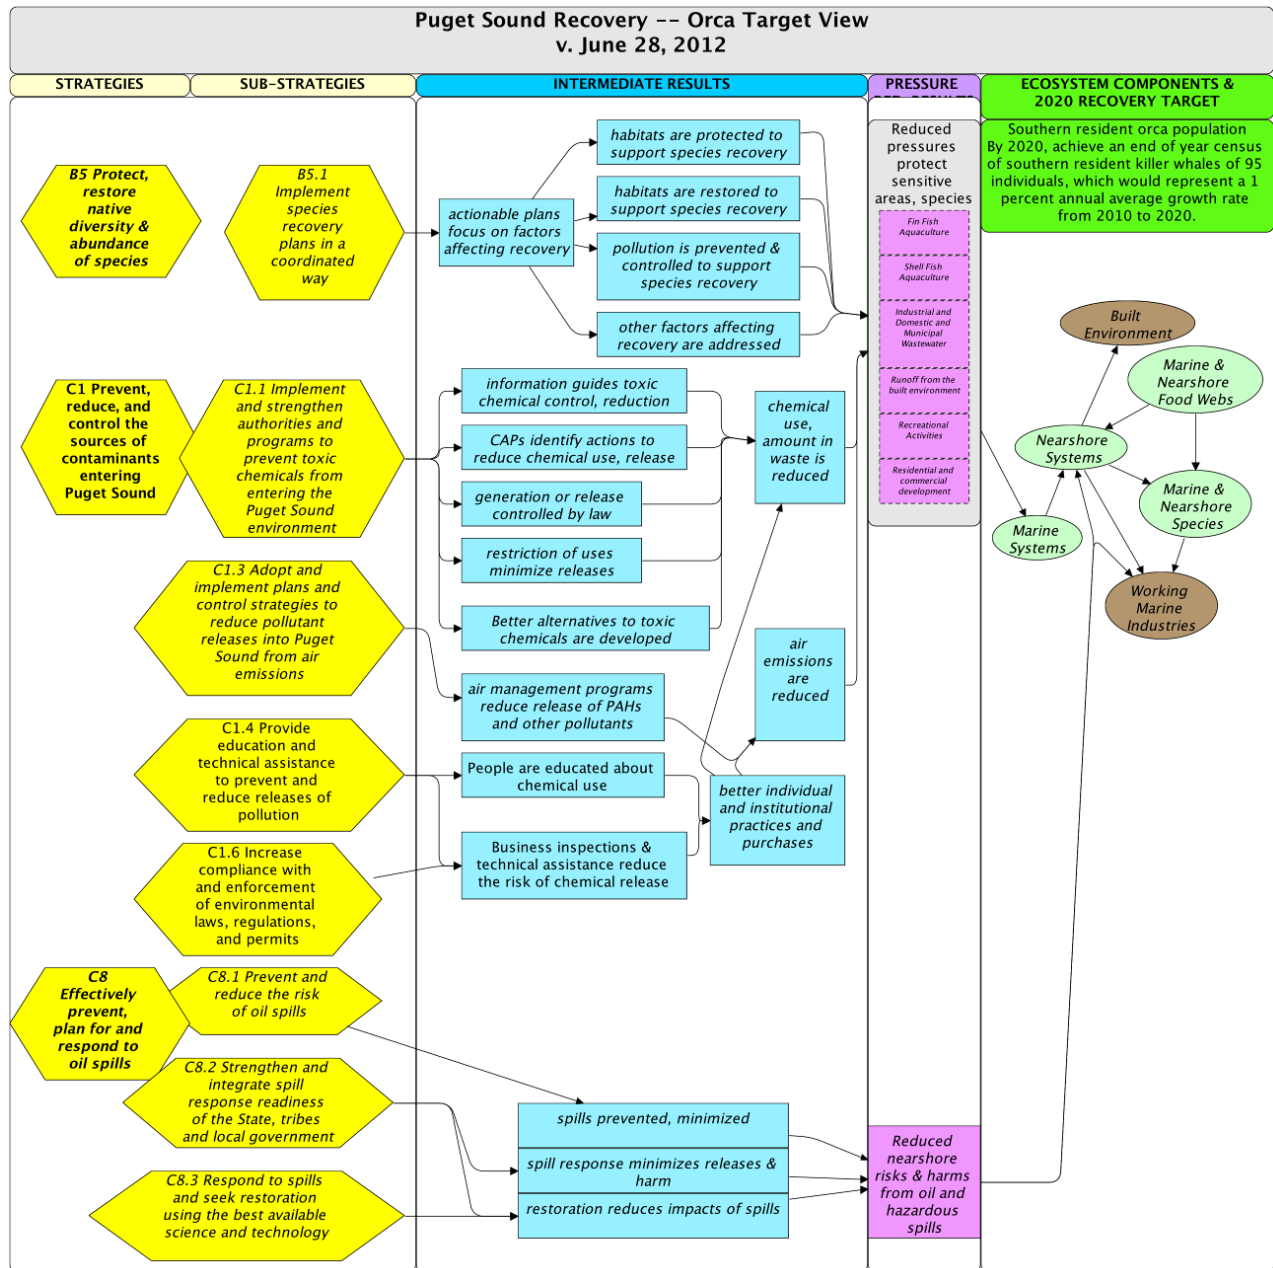 Puget Sound Recovery -- Orca Target View
v. June 28, 2012
STRATEGIES
SUB-STRATEGIES
INTERMEDIATE RESULTS
PRESSURE
RED. RESULTS
ECOSYSTEM COMPONENTS &
2020 RECOVERY TARGET
B5 Protect,
restore
native
diversity &
abundance
of species
B5.1
Implement
species
recovery
plans in a
coordinated
way
actionable plans
focus on factors
affecting recovery
habitats are protected to
support species recovery
habitats are restored to
support species recovery
pollution is prevented &
controlled to support
species recovery
other factors affecting
recovery are addressed
Reduced
pressures
protect
sensitive
areas, species
Fin Fish
Aquaculture
Shell Fish
Aquaculture
Industrial and
Domestic and
Municipal
Wastewater
Runoff from the
built environment
Recreational
Activities
Residential and
commercial
development
Southern resident orca population
By 2020, achieve an end of year census
of southern resident killer whales of 95
individuals, which would represent a 1
percent annual average growth rate
from 2010 to 2020.
Built
Environment
Marine &
Nearshore
Food Webs
Nearshore
Systems
Marine &
Nearshore
Species
Marine
Systems
Working
Marine
Industries
C1 Prevent,
reduce, and
control the
sources of
contaminants
entering
Puget Sound
C1.1 Implement
and strengthen
authorities and
programs to
prevent toxic
chemicals from
entering the
Puget Sound
environment
information guides toxic
chemical control, reduction
CAPs identify actions to
reduce chemical use, release
generation or release
controlled by law
restriction of uses
minimize releases
Better alternatives to toxic
chemicals are developed
chemical
use,
amount in
waste is
reduced
C1.3 Adopt and
implement plans and
control strategies to
reduce pollutant
releases into Puget
Sound from air
emissions
air management programs
reduce release of PAHs
and other pollutants
air
emissions
are
reduced
C1.4 Provide
education and
technical assistance
to prevent and
reduce releases of
pollution
People are educated about
chemical use
better individual
and institutional
practices and
purchases
C1.6 Increase
compliance with
and enforcement
of environmental
laws, regulations,
and permits
Business inspections &
technical assistance reduce
the risk of chemical release
C8
Effectively
prevent,
plan for and
respond to
oil spills
C8.1 Prevent and
reduce the risk
of oil spills
C8.2 Strengthen and
integrate spill
response readiness
of the State, tribes
and local government
C8.3 Respond to spills
and seek restoration
using the best available
science and technology
spills prevented, minimized
spill response minimizes releases &
harm
restoration reduces impacts of spills
Reduced
nearshore
risks & harms
from oil and
hazardous
spills